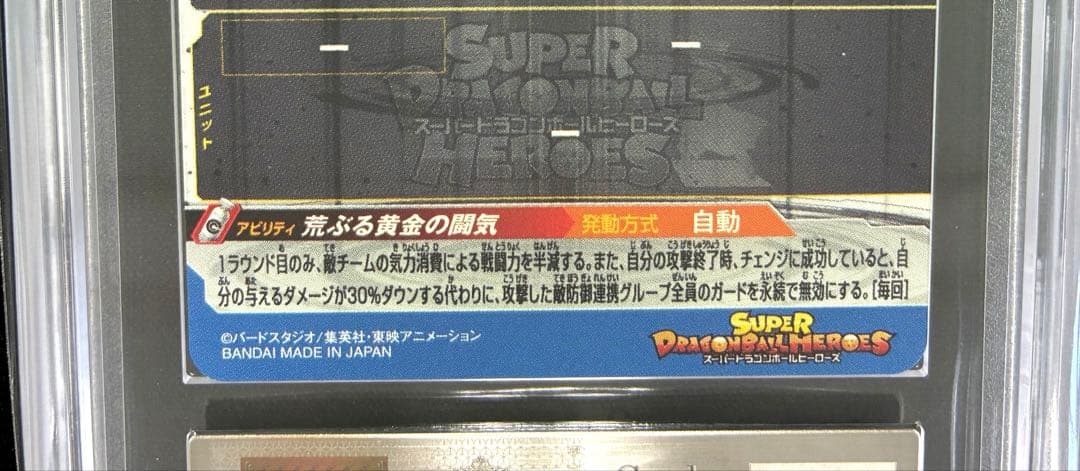 SUPER
DRAGONBALL
スーパードラゴンボールヒーローズ
HEROES
ユニット
アビリティ 荒ぶる黄金の闘気 発動方式 自動
1ラウンド目のみ、敵チームの気力消費による戦闘力を半減する。また、自分の攻撃終了時、チェンジに成功していると、自
分の与えるダメージが30%ダウンする代わりに、攻撃した敵防御連携グループ全員のガードを永続で無効にする。[毎回]
©バードスタジオ/集英社・東映アニメーション
BANDAI MADE IN JAPAN
SUPER
DRAGONBALL HEROES
スーパードラゴンボールヒーローズ